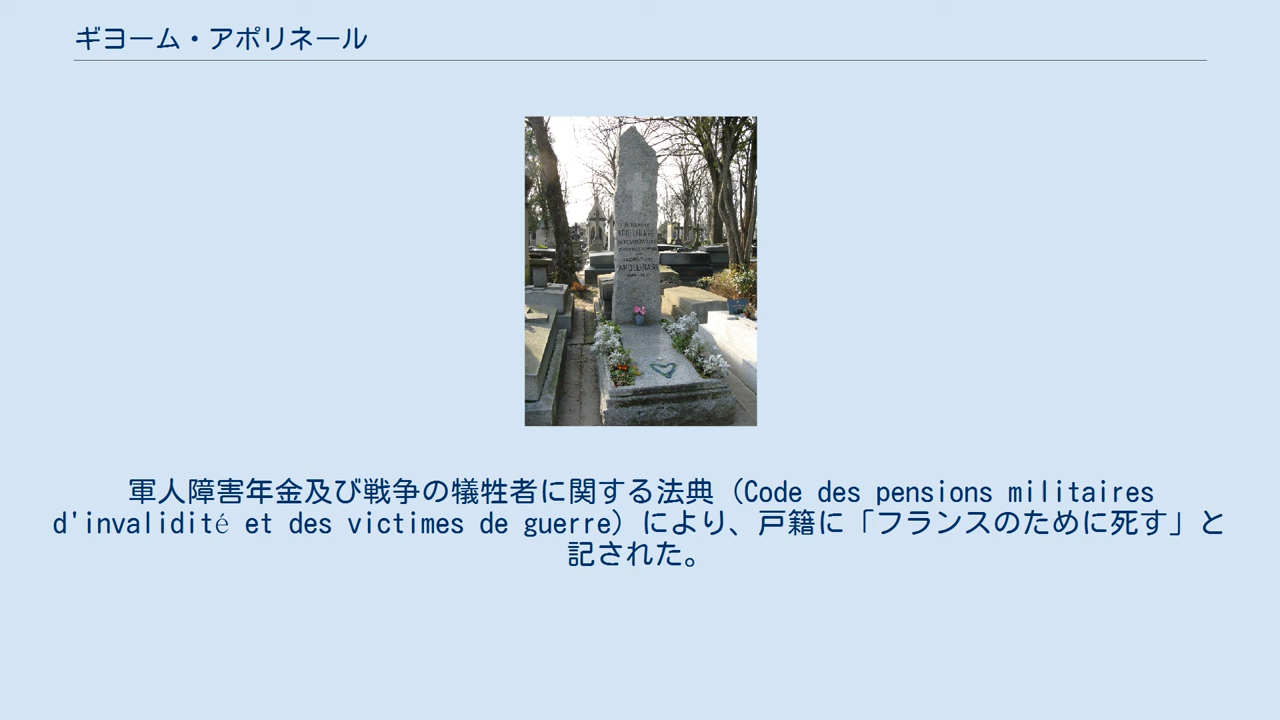 ギヨーム・アポリネール
APOLLINAIRE
APOLLINAIRE
軍人障害年金及び戦争の犠牲者に関する法典（Code des pensions militaires
d'invalidité et des victimes de guerre）により、戸籍に「フランスのために死す」と
記された。